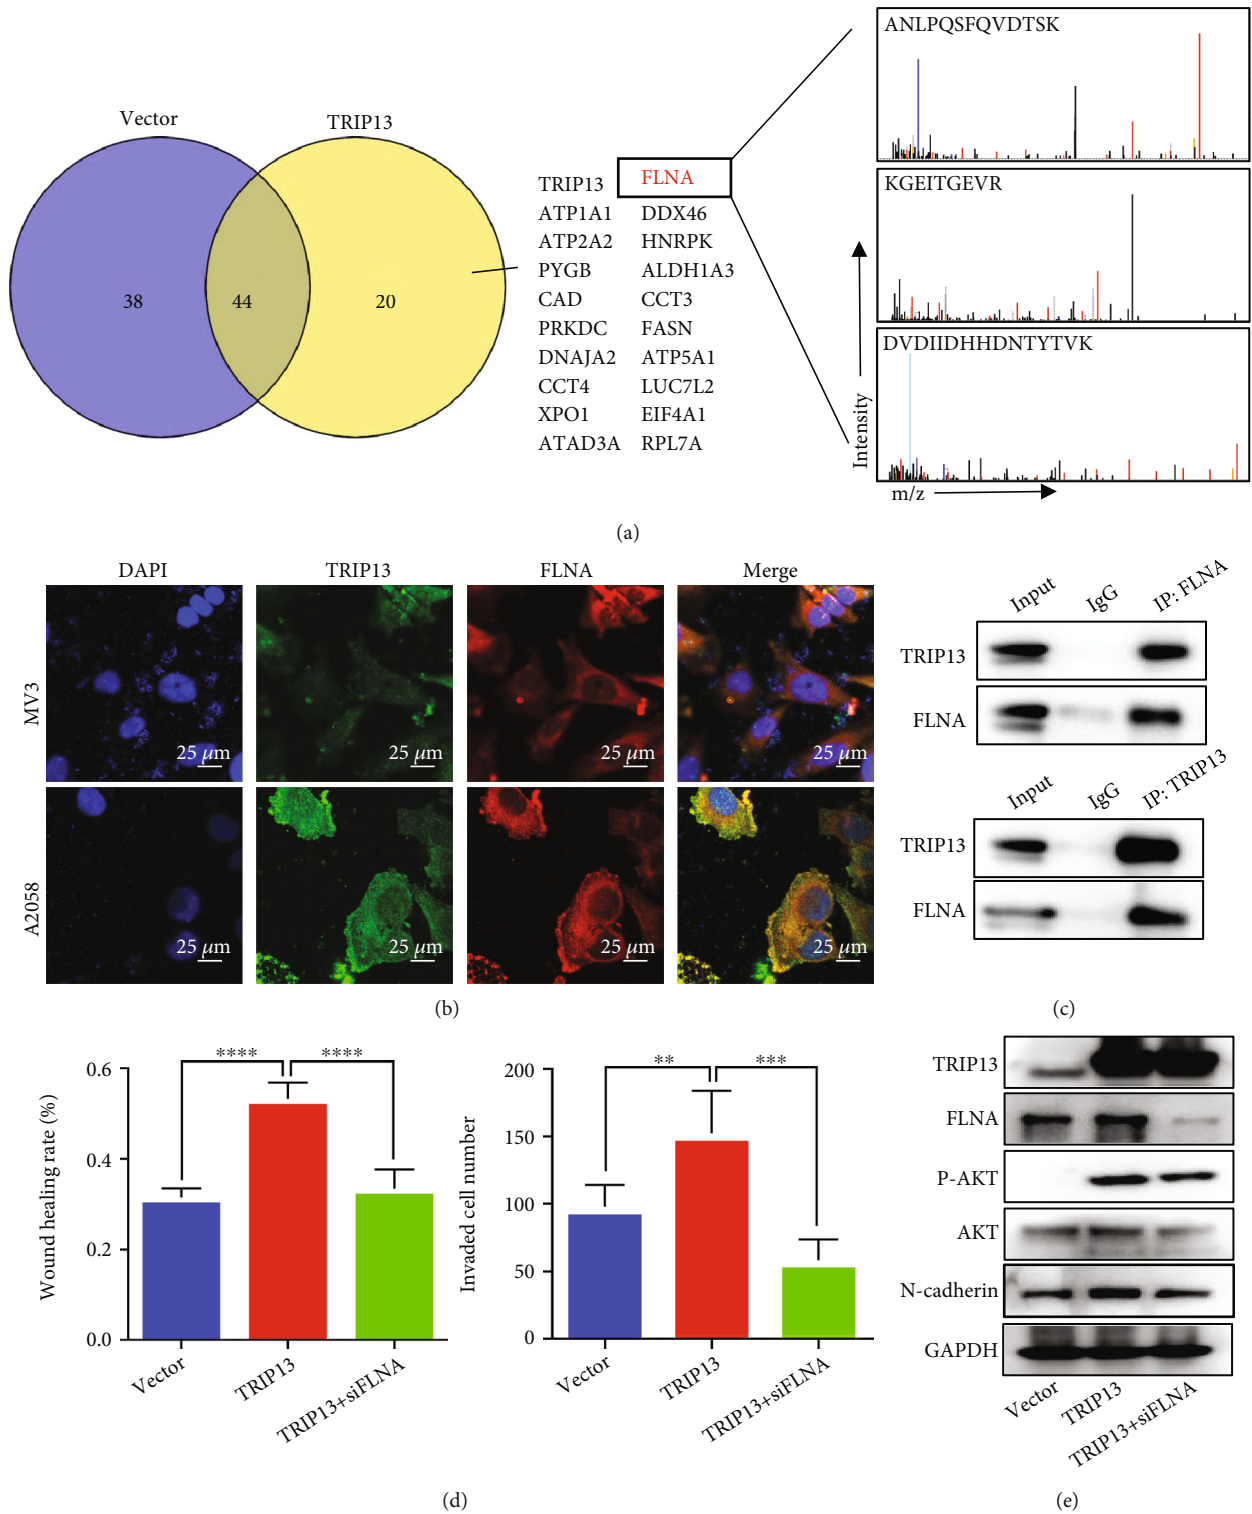 Vector
TRIP13
38
44
20
TRIP13 FLNA
ATP1A1 DDX46
ATP2A2 HNRPK
PYGB ALDH1A3
CAD CCT3
PRKDC FASN
DNAJA2 ATP5A1
CCT4 LUC7L2
XPO1 EIF4A1
ATAD3A RPL7A
ANLPQSFQVDTSK
KGEITGEVR
DVDIIDHHDNTYTVK
Intensity
m/z
(a)
DAPI TRIP13 FLNA Merge
MV3
25 µm 25 µm 25 µm 25 µm
A2058
25 µm 25 µm 25 µm 25 µm
(b)
Input IgG IP: FLNA
TRIP13
FLNA
Input IgG IP: TRIP13
TRIP13
FLNA
(c)
**** ****
Wound healing rate (%)
0.6
0.4
0.2
0.0
Vector TRIP13 TRIP13+siFLNA
** ***
Invaded cell number
200
150
100
50
0
Vector TRIP13 TRIP13+siFLNA
(d)
TRIP13
FLNA
P-AKT
AKT
N-cadherin
GAPDH
Vector TRIP13 TRIP13+siFLNA
(e)